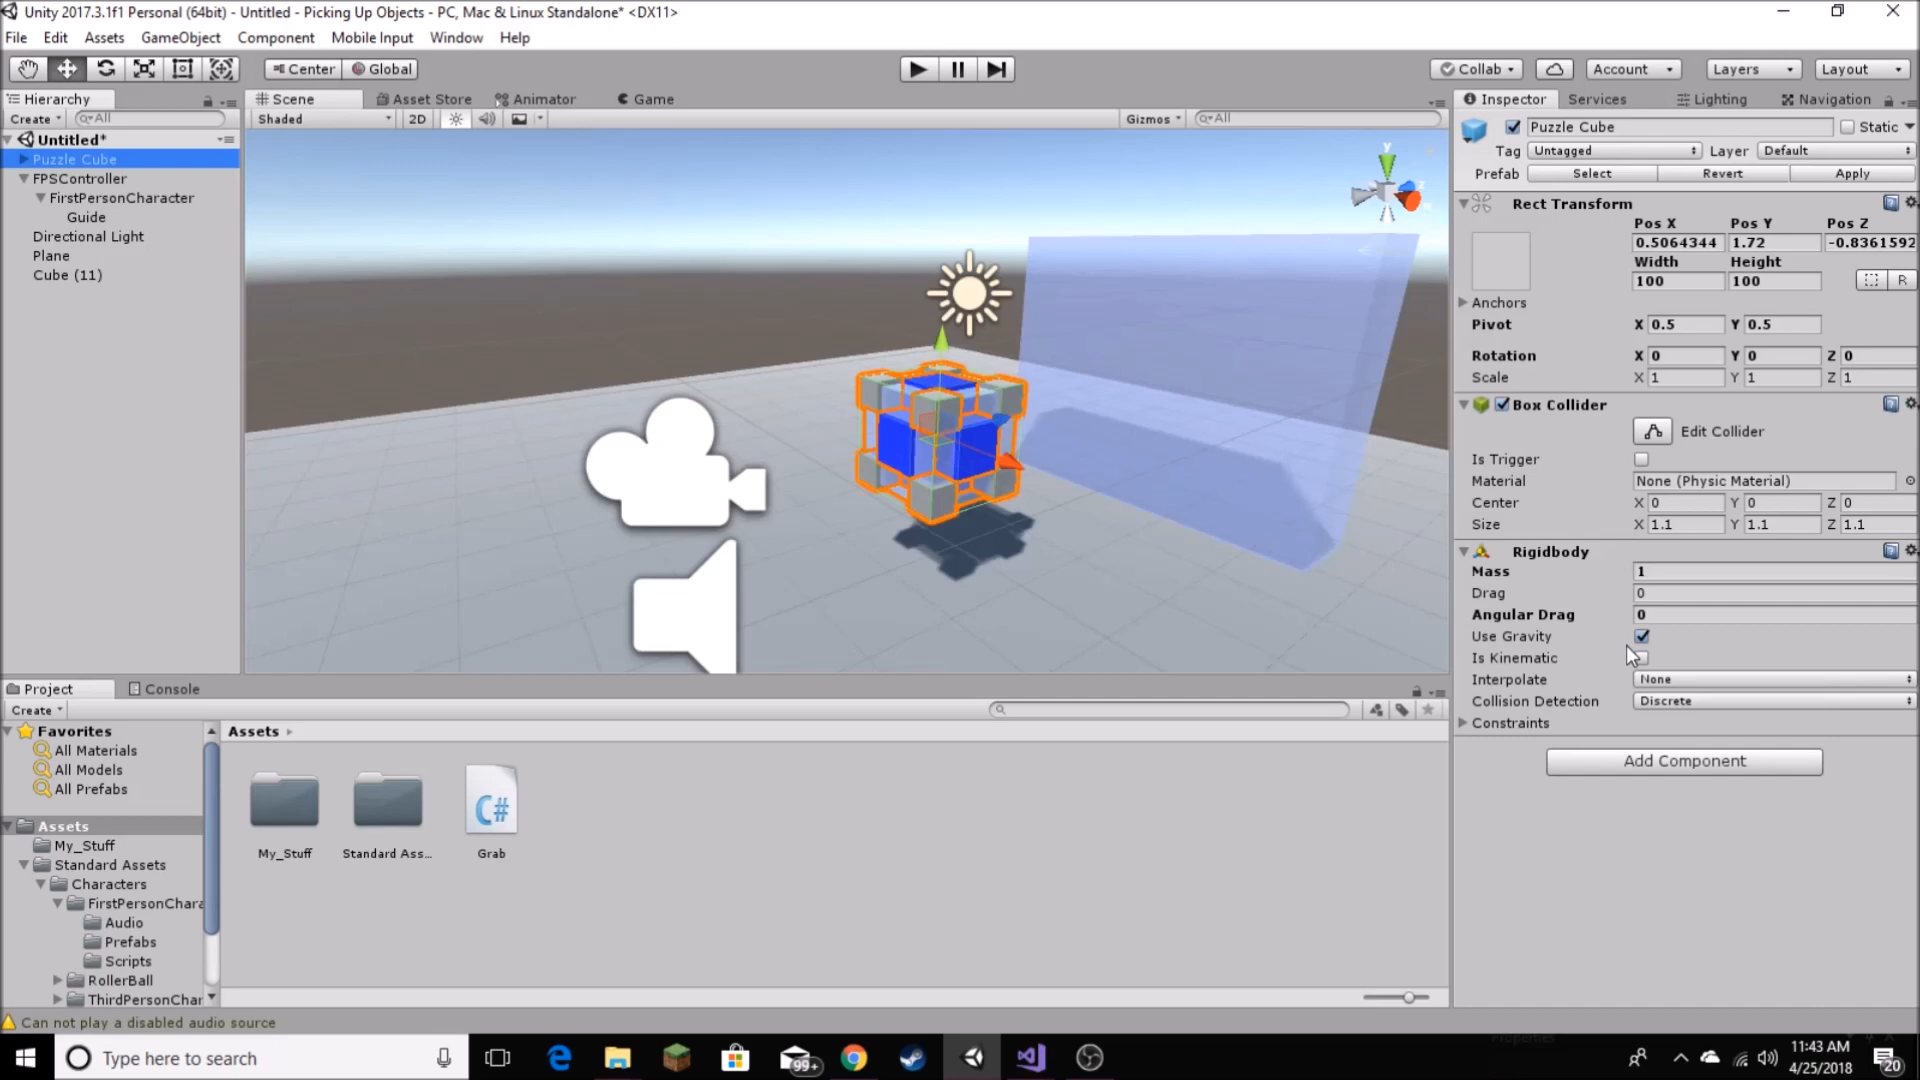 Unity 2017.3.1f1 Personal (64bit) - Untitled - Picking Up Objects - PC, Mac & Linux Standalone* <DX11>
File Edit Assets GameObject Component Mobile Input Window Help
Center Global
Collab Account Layers Layout
Hierarchy
Create All
Untitled*
Puzzle Cube
FPSController
FirstPersonCharacter
Guide
Directional Light
Plane
Cube (11)
Scene Asset Store Animator Game
Shaded 2D Gizmos All
y
Inspector Services Lighting Navigation
Puzzle Cube Static
Tag Untagged Layer Default
Prefab Select Revert Apply
Rect Transform
Pos X Pos Y Pos Z
0.5064344 1.72 -0.8361592
Width Height
100 100 R
Anchors
Pivot X 0.5 Y 0.5
Rotation X 0 Y 0 Z 0
Scale X 1 Y 1 Z 1
Box Collider
Edit Collider
Is Trigger
Material None (Physic Material)
Center X 0 Y 0 Z 0
Size X 1.1 Y 1.1 Z 1.1
Rigidbody
Mass 1
Drag 0
Angular Drag 0
Use Gravity
Is Kinematic
Interpolate None
Collision Detection Discrete
Constraints
Add Component
Project Console
Create
Favorites
All Materials
All Models
All Prefabs
Assets
My_Stuff
Standard Assets
Characters
FirstPersonChara
Audio
Prefabs
Scripts
RollerBall
ThirdPersonChar
Assets
C#
My_Stuff Standard Ass... Grab
Can not play a disabled audio source
Type here to search
99+
11:43 AM
4/25/2018
20